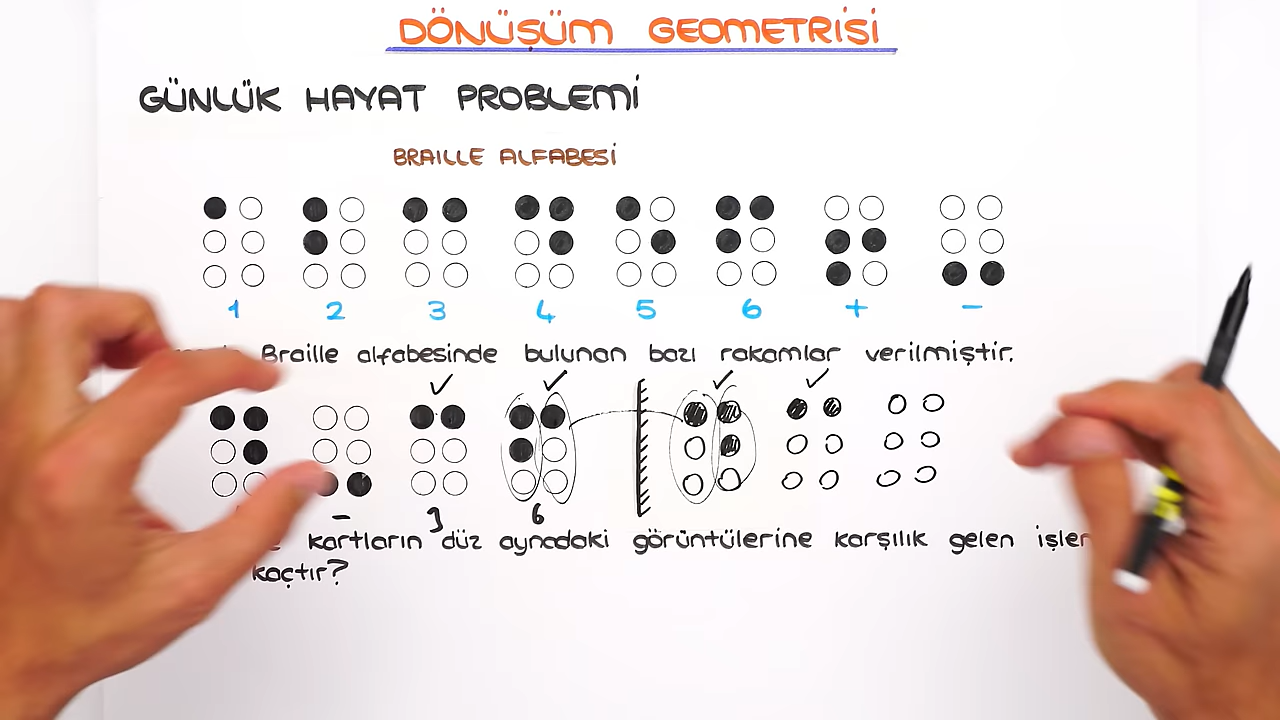 DÖNÜŞÜM GEOMETRİSİ
GÜNLÜK HAYAT PROBLEMİ
BRAILLE ALFABESİ
1 2 3 4 5 6 + -
Braille alfabesinde bulunan bazı rakamlar verilmiştir.
- 3 6
kartların düz aynadaki görüntülerine karşılık gelen
kaçtır?